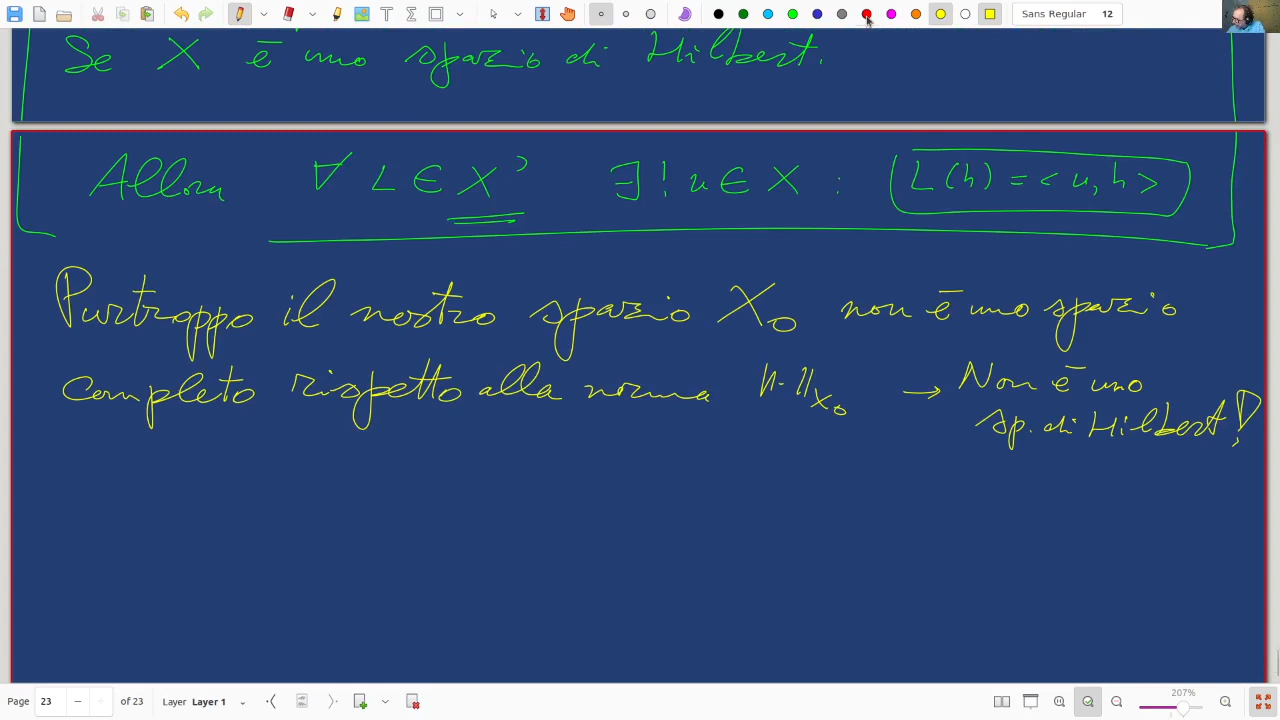 Sans Regular 12
Se X è uno spazio di Hilbert.
Allora ∀ L ∈ X' ∃! u ∈ X : L(h) = <u, h>
Purtroppo il nostro spazio X₀ non è uno spazio
completo rispetto alla norma ‖·‖X₀ → Non è uno
sp. di Hilbert!
Page 23 of 23 Layer Layer 1 207%